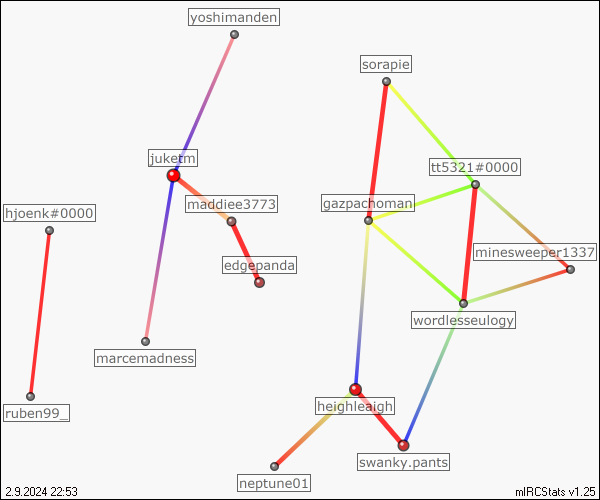 yoshimanden
sorapie
juketm
tt5321#0000
maddiee3773
gazpachoman
hjoenk#0000
minesweeper1337
edgepanda
wordlesseulogy
marcemadness
heighleaigh
ruben99_
swanky.pants
neptune01
2.9.2024 22:53
mIRCStats v1.25